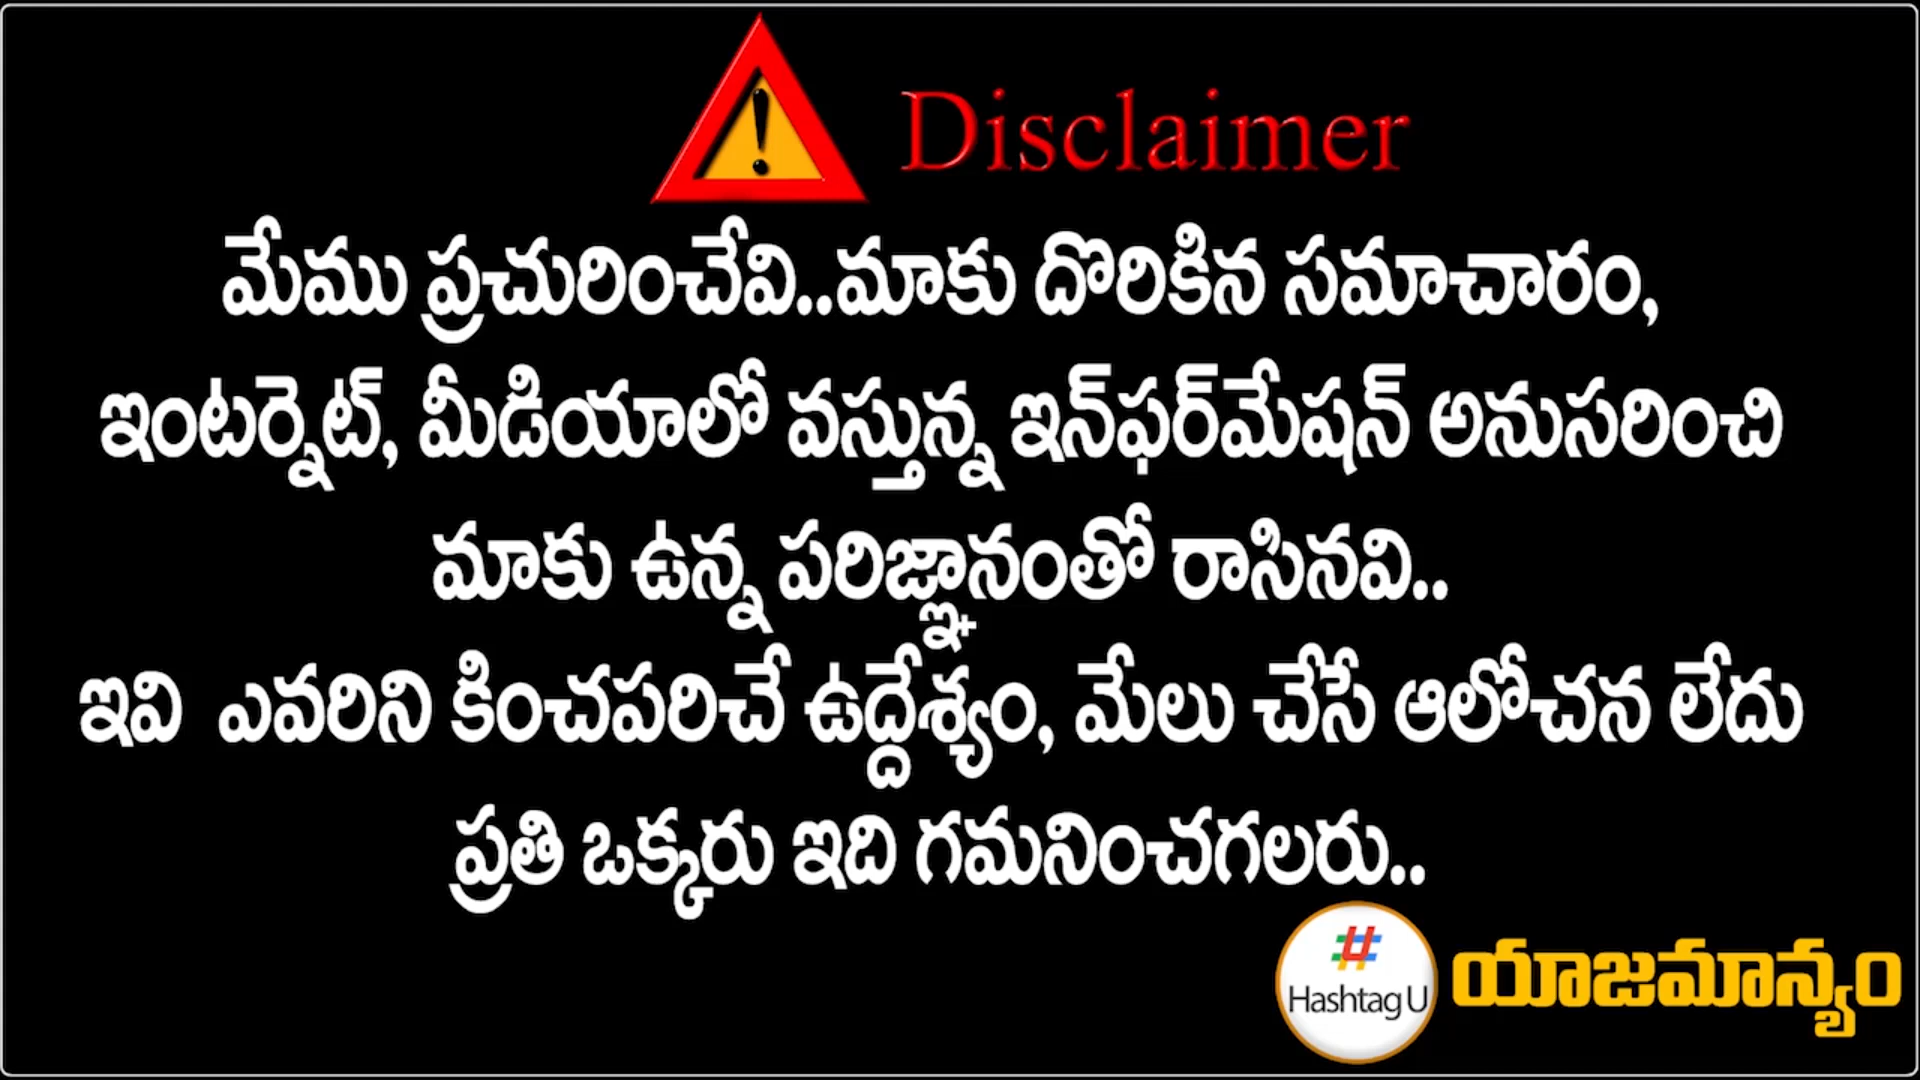 Disclaimer
మేము ప్రచురించేవి..మాకు దొరికిన సమాచారం,
ఇంటర్నెట్, మీడియాలో వస్తున్న ఇన్‌ఫర్‌మేషన్ అనుసరించి
మాకు ఉన్న పరిజ్ఞానంతో రాసినవి..
ఇవి ఎవరిని కించపరిచే ఉద్దేశ్యం, మేలు చేసే ఆలోచన లేదు
ప్రతి ఒక్కరు ఇది గమనించగలరు..
Hashtag U యాజమాన్యం